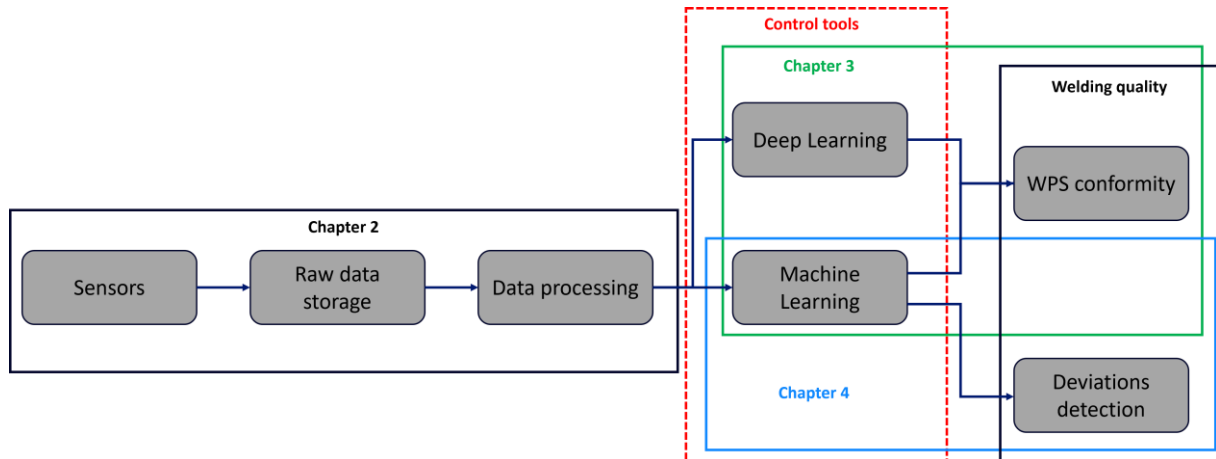 Control tools
Chapter 3
Welding quality
Deep Learning
WPS conformity
Chapter 2
Sensors
Raw data
storage
Data processing
Machine
Learning
Chapter 4
Deviations
detection